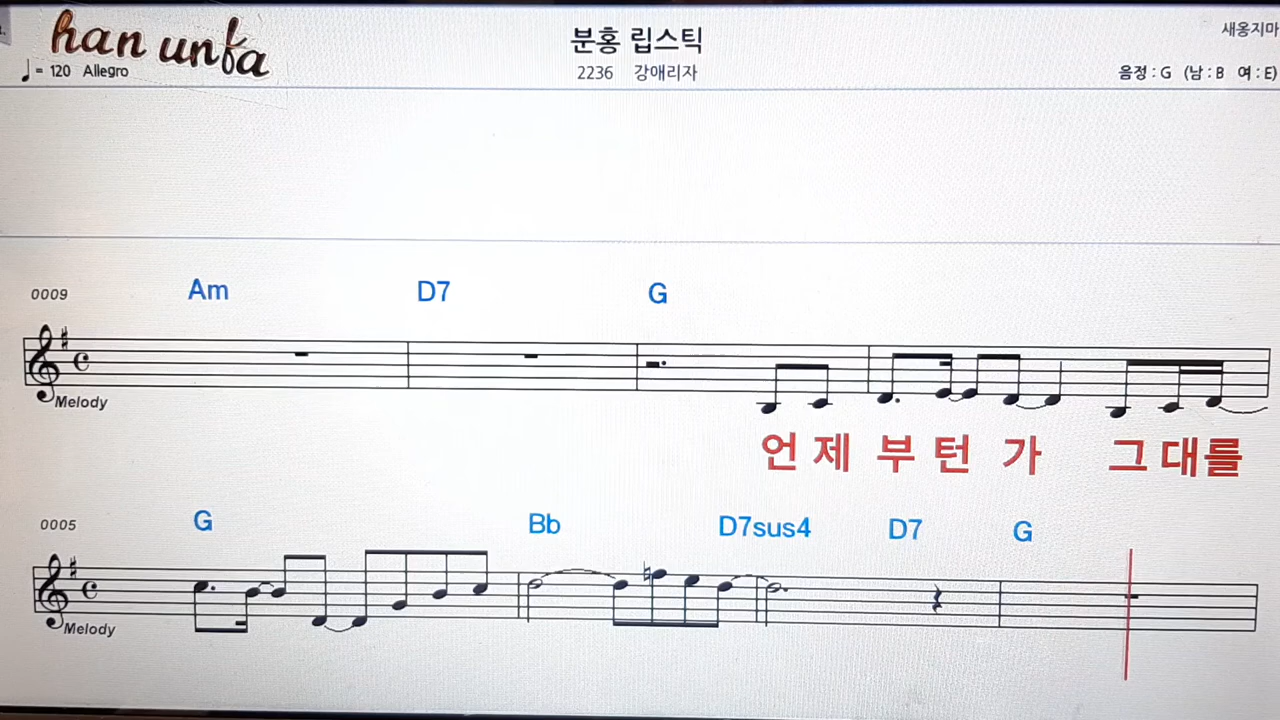 han unfa
분홍 립스틱
새옹지마
♩= 120 Allegro
2236 강애리자
음정 : G (남 : B 여 : E)
0009
Am D7 G
Melody
언 제 부 턴 가 그 대를
0005
G Bb D7sus4 D7 G
Melody